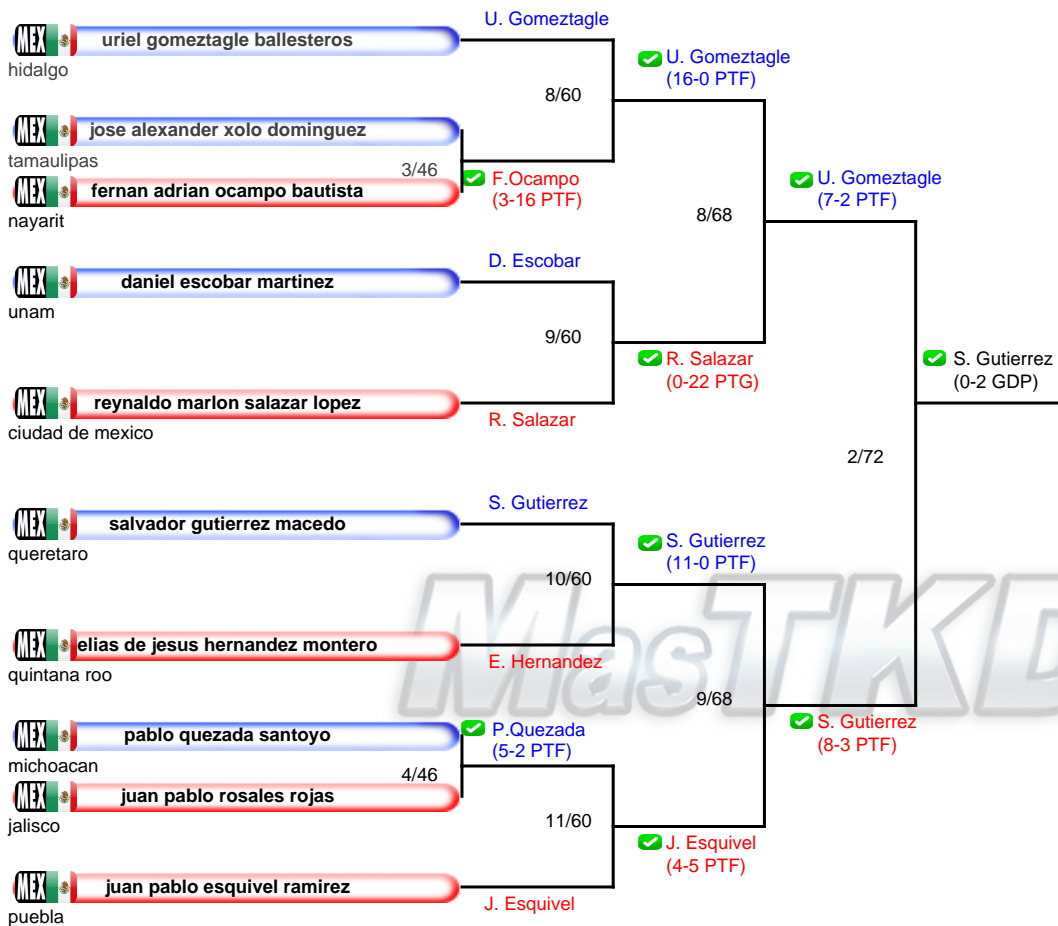 U. Gomeztagle
MEX uriel gomeztagle ballesteros
hidalgo
U. Gomeztagle
(16-0 PTF)
8/60
MEX jose alexander xolo dominguez
tamaulipas
3/46
F.Ocampo
(3-16 PTF)
MEX fernan adrian ocampo bautista
nayarit
U. Gomeztagle
(7-2 PTF)
8/68
D. Escobar
MEX daniel escobar martinez
unam
9/60
R. Salazar
(0-22 PTG)
S. Gutierrez
(0-2 GDP)
MEX reynaldo marlon salazar lopez
ciudad de mexico
R. Salazar
2/72
S. Gutierrez
MEX salvador gutierrez macedo
queretaro
S. Gutierrez
(11-0 PTF)
10/60
MEX elias de jesus hernandez montero
quintana roo
E. Hernandez
MasTKD
9/68
S. Gutierrez
(8-3 PTF)
MEX pablo quezada santoyo
michoacan
P.Quezada
(5-2 PTF)
4/46
MEX juan pablo rosales rojas
jalisco
11/60
J. Esquivel
(4-5 PTF)
MEX juan pablo esquivel ramirez
puebla
J. Esquivel